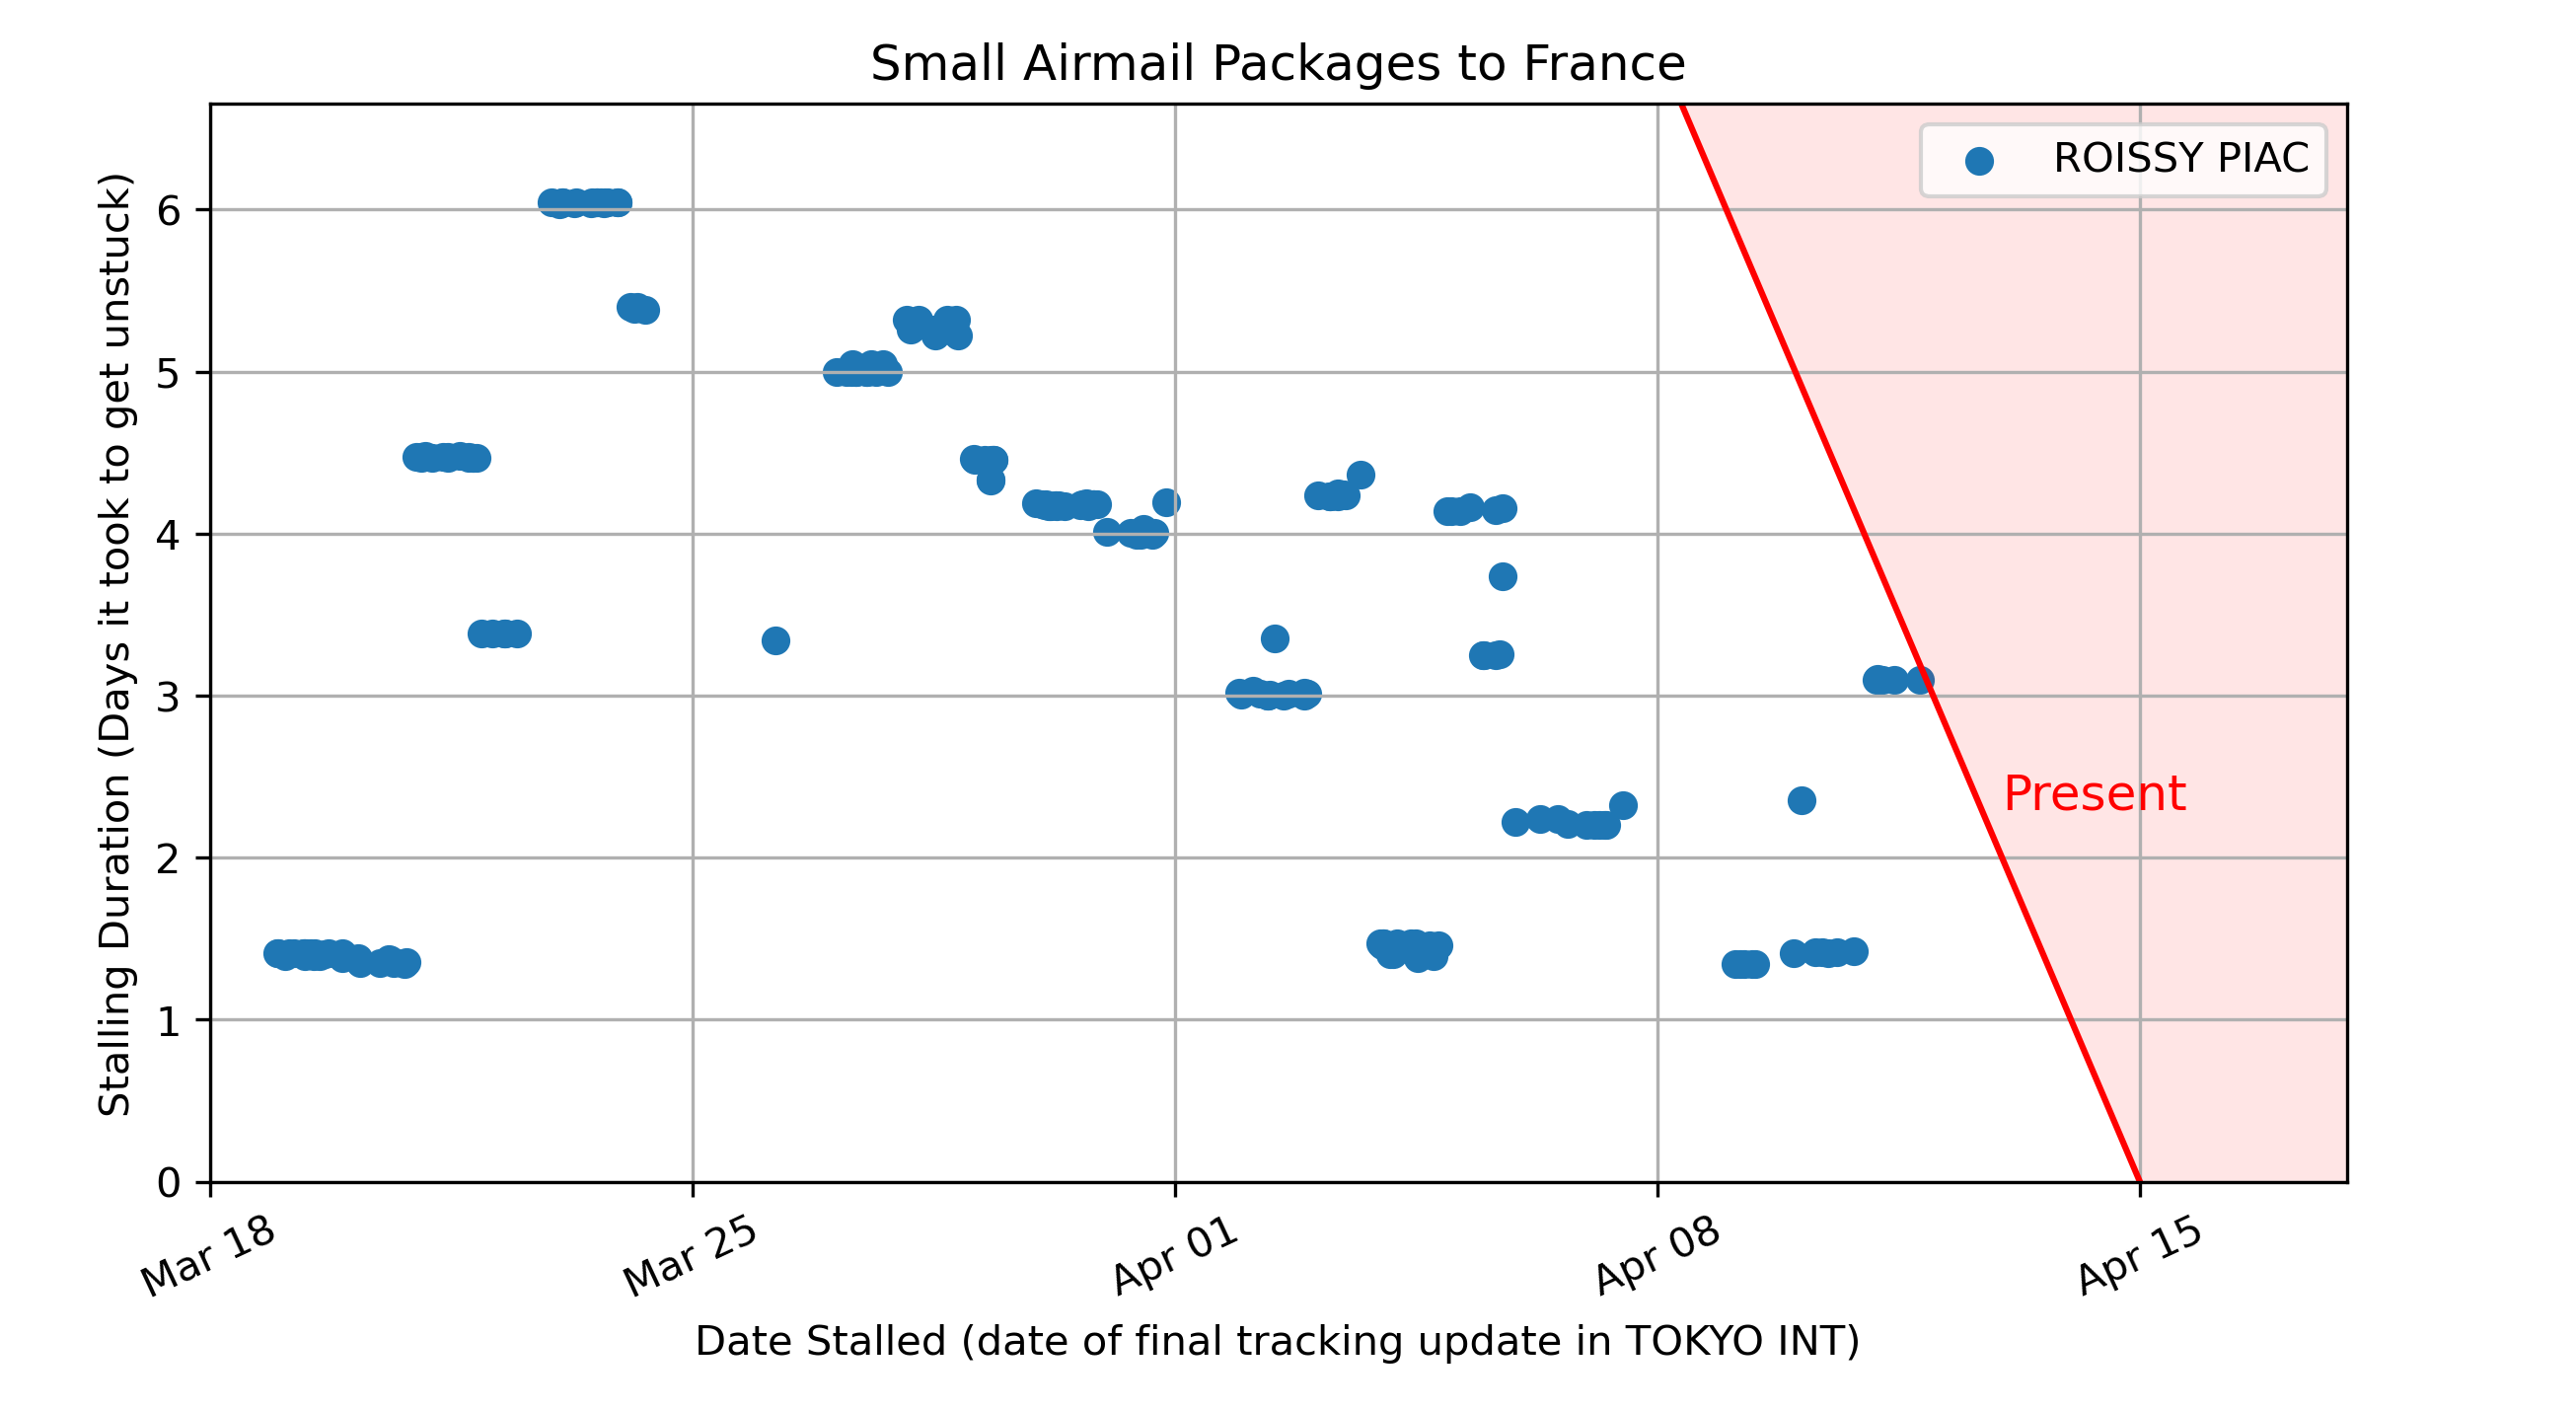 Small Airmail Packages to France
ROISSY PIAC
Stalling Duration (Days it took to get unstuck)
6
5
4
3
2
1
0
Present
Mar 18
Mar 25
Apr 01
Apr 08
Apr 15
Date Stalled (date of final tracking update in TOKYO INT)